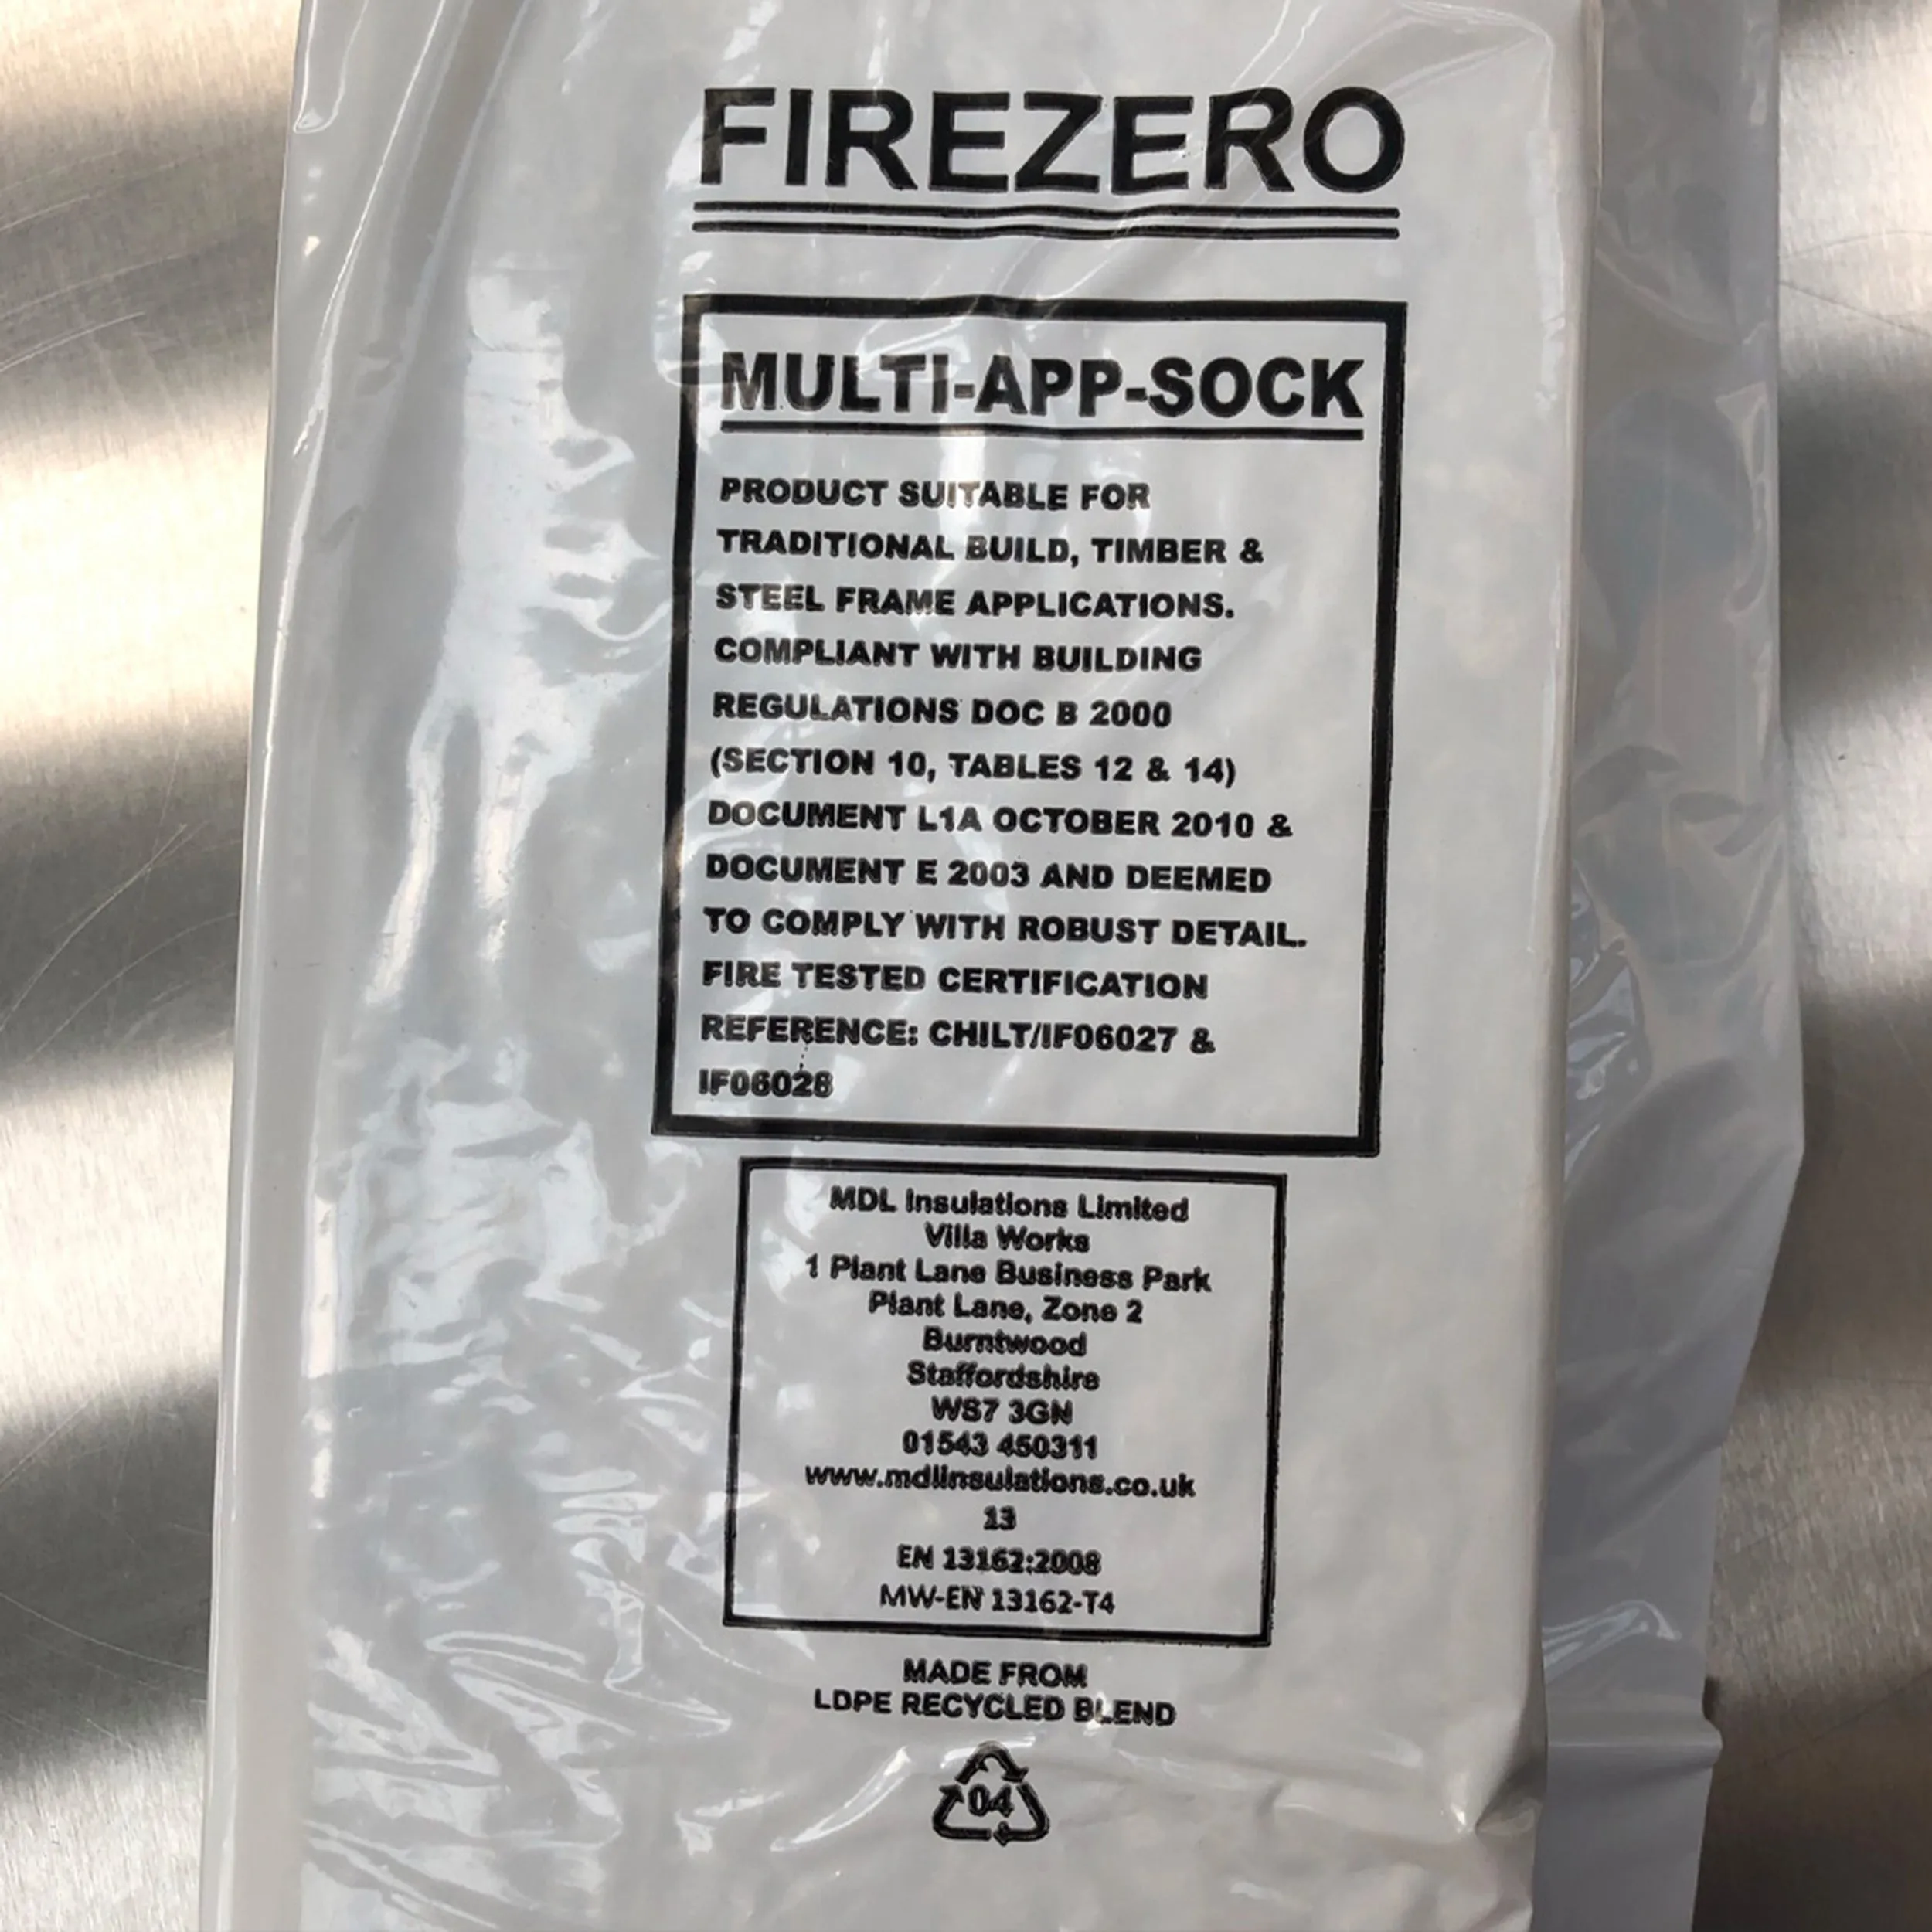 FIREZERO
MULTI-APP-SOCK
PRODUCT SUITABLE FOR
TRADITIONAL BUILD, TIMBER &
STEEL FRAME APPLICATIONS.
COMPLIANT WITH BUILDING
REGULATIONS DOC B 2000
(SECTION 10, TABLES 12 & 14)
DOCUMENT L1A OCTOBER 2010 &
DOCUMENT E 2003 AND DEEMED
TO COMPLY WITH ROBUST DETAIL.
FIRE TESTED CERTIFICATION
REFERENCE: CHILT/IF06027 &
IF06028
MDL Insulations Limited
Villa Works
1 Plant Lane Business Park
Plant Lane, Zone 2
Burntwood
Staffordshire
WS7 3GN
01543 450311
www.mdlinsulations.co.uk
13
EN 13162:2008
MW-EN 13162-T4
MADE FROM
LDPE RECYCLED BLEND
04